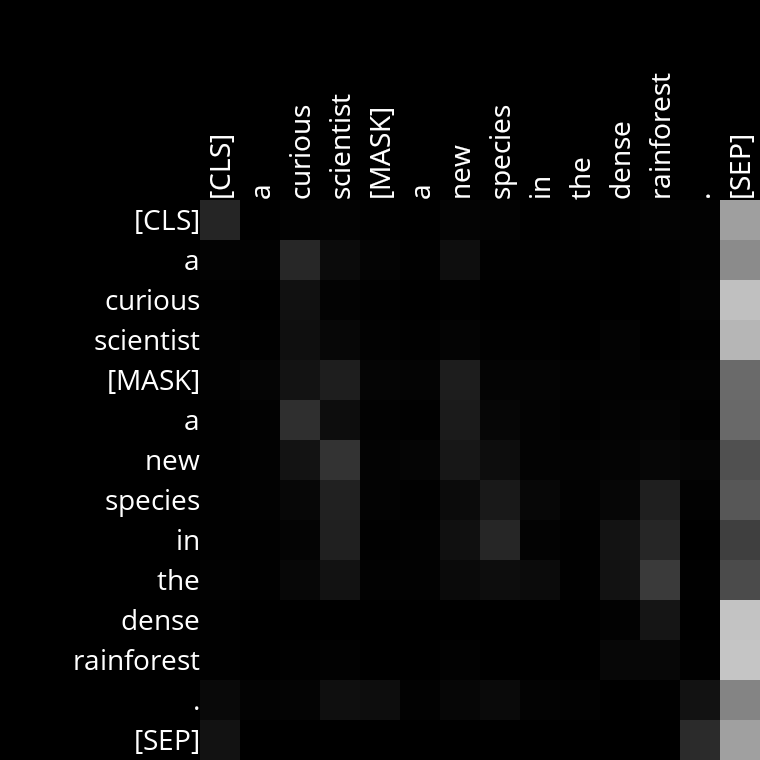 [CLS]
a
curious
scientist
[MASK]
a
new
species
in
the
dense
rainforest
.
[SEP]
[CLS]
a
curious
scientist
[MASK]
a
new
species
in
the
dense
rainforest
.
[SEP]